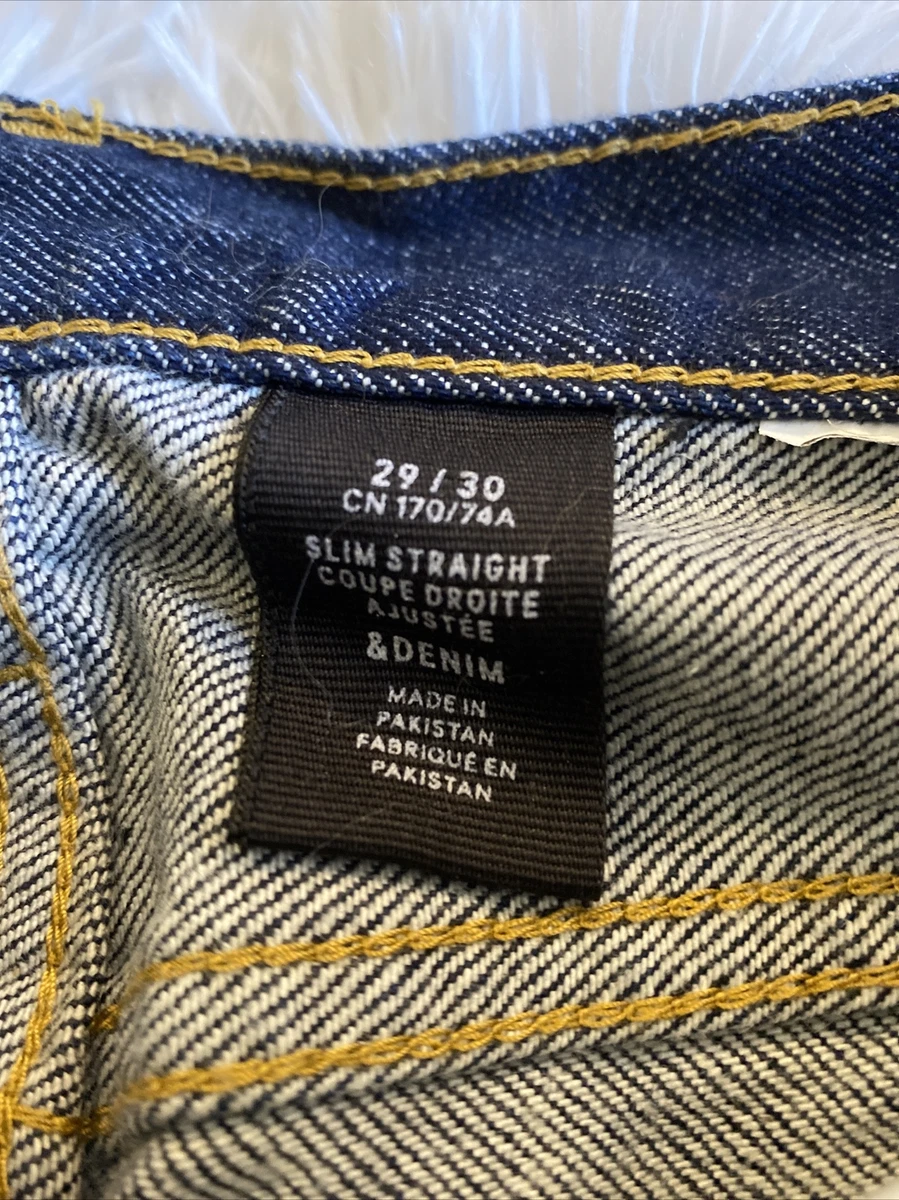 29 / 30
CN 170/74A
SLIM STRAIGHT
COUPE DROITE
AJUSTÉE
&DENIM
MADE IN
PAKISTAN
FABRIQUÉ EN
PAKISTAN